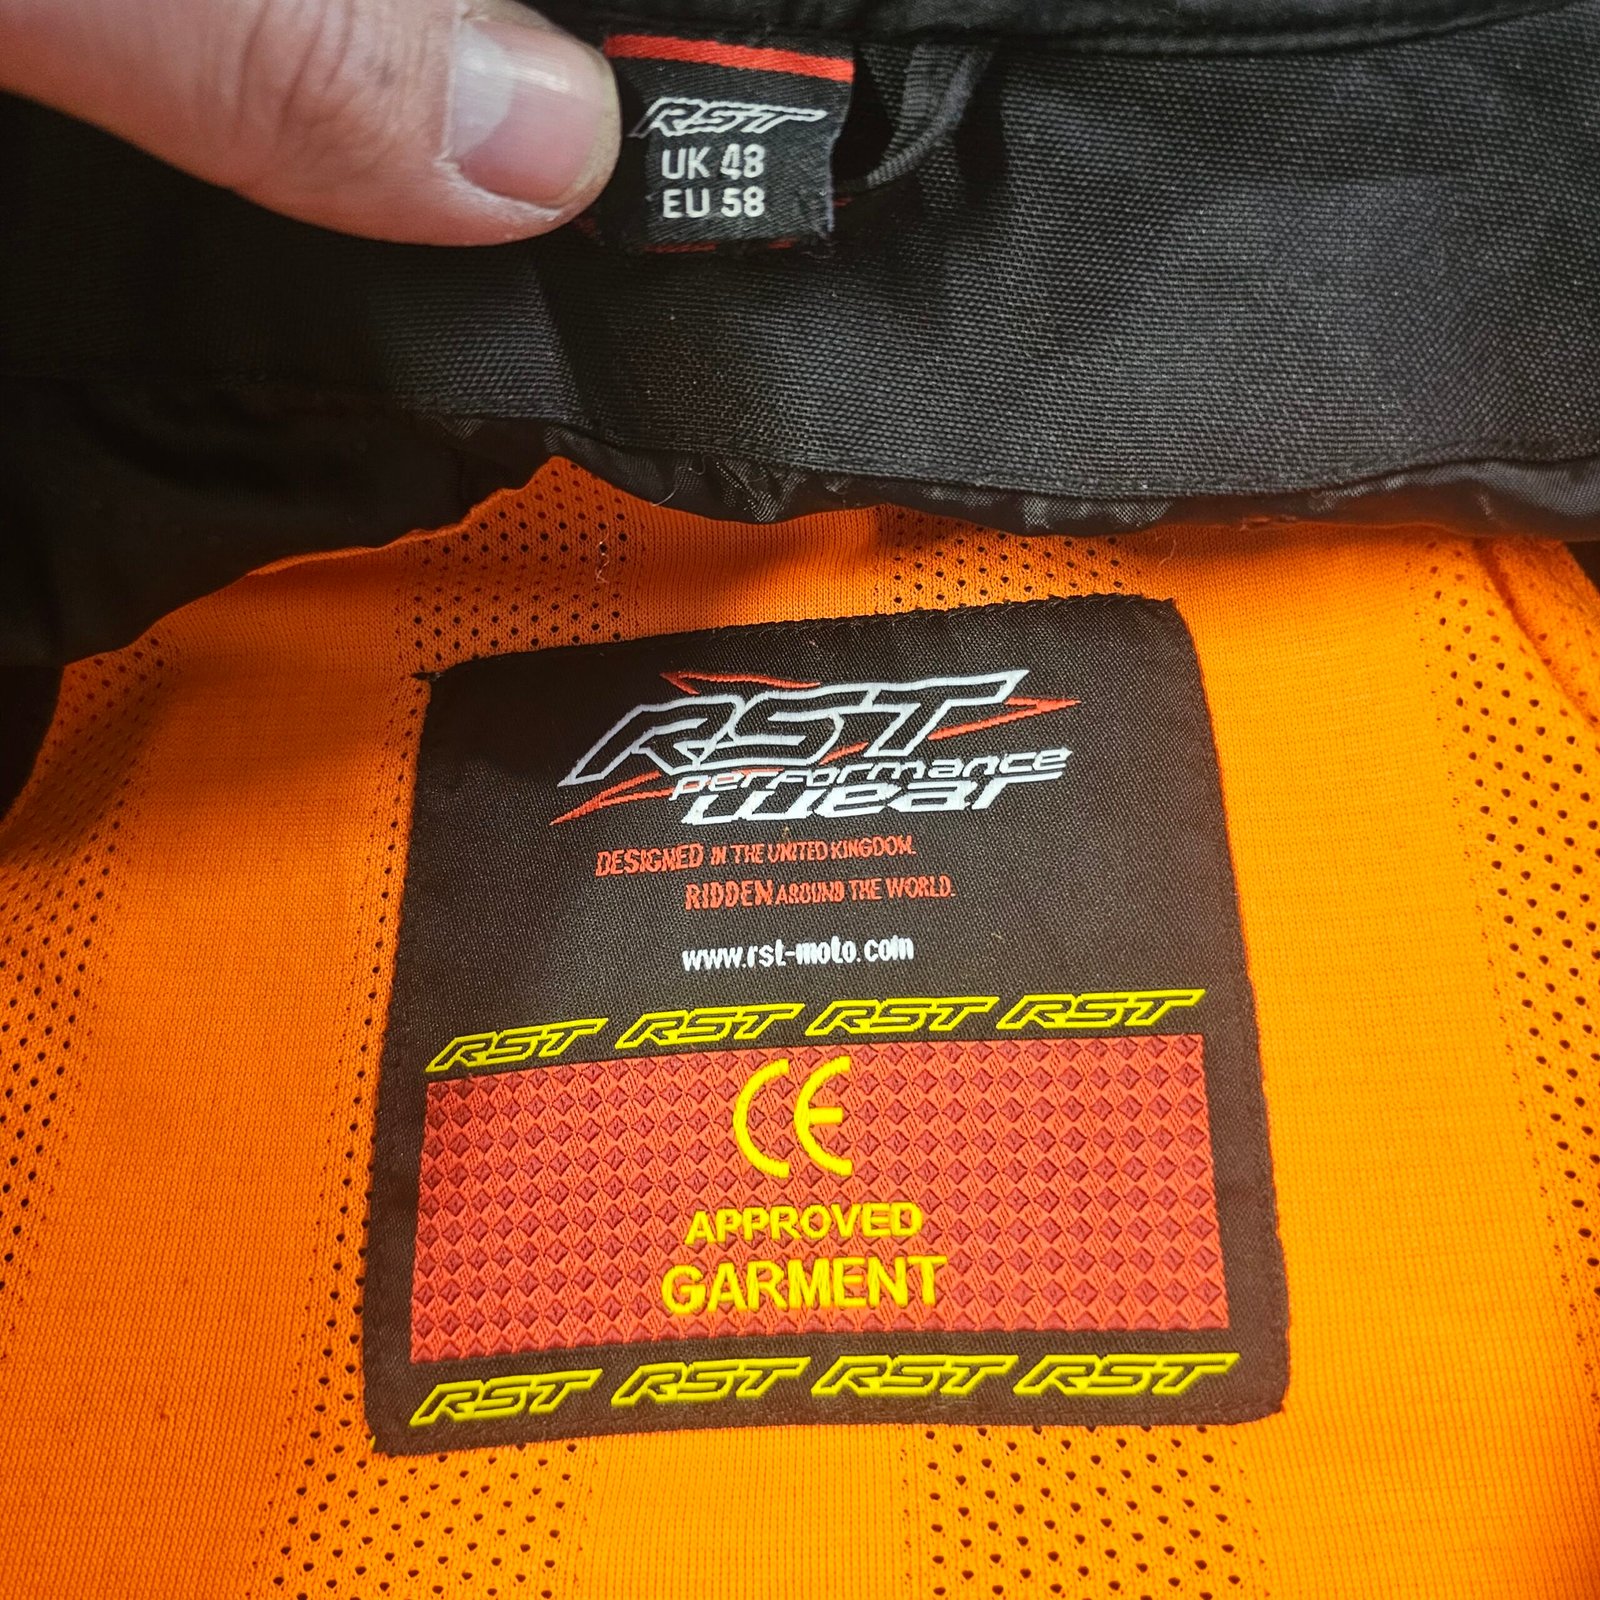 RST
UK 48
EU 58
RST
performance
wear
DESIGNED IN THE UNITED KINGDOM.
RIDDEN AROUND THE WORLD.
www.rst-moto.com
RST RST RST RST
CE
APPROVED
GARMENT
RST RST RST RST